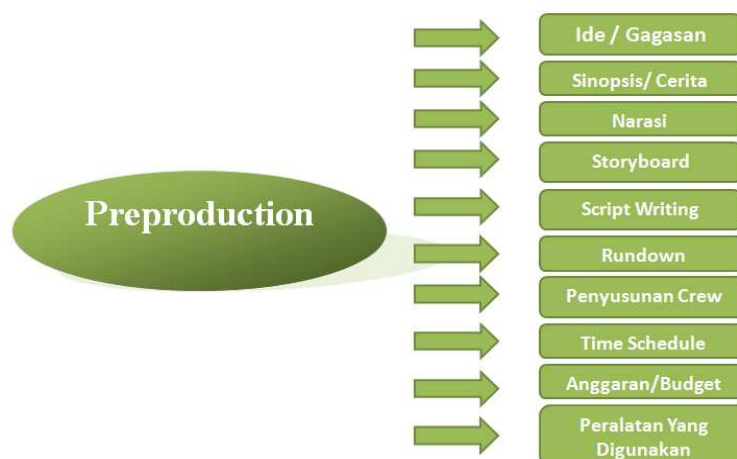 Preproduction
Ide / Gagasan
Sinopsis/ Cerita
Narasi
Storyboard
Script Writing
Rundown
Penyusunan Crew
Time Schedule
Anggaran/Budget
Peralatan Yang
Digunakan